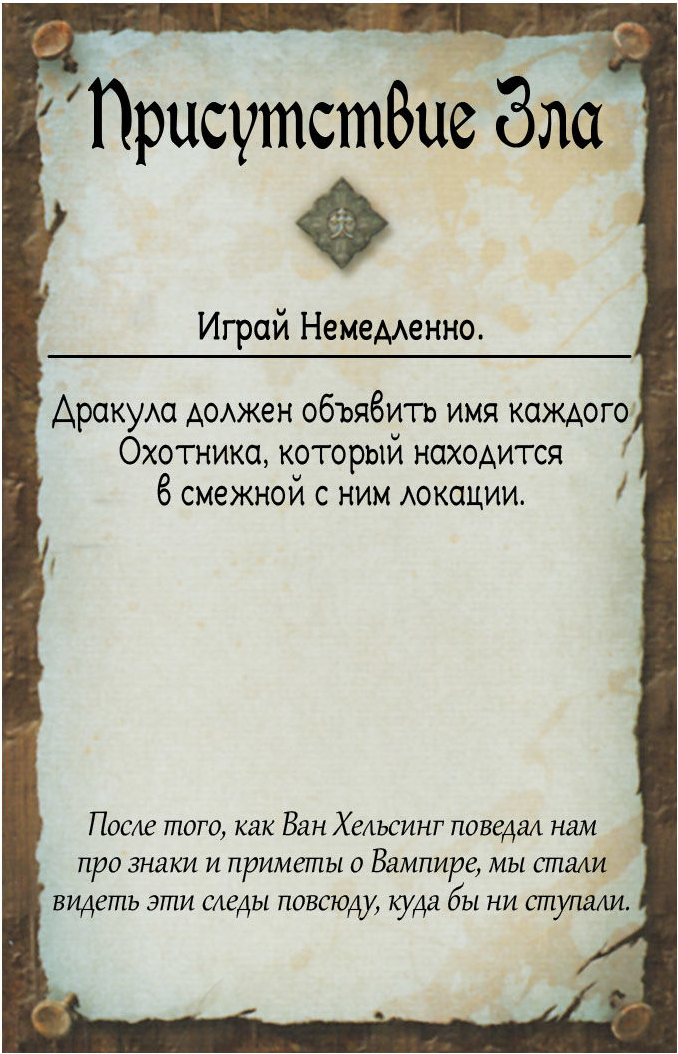 Присутствие Зла
Играй Немедленно.
Дракула должен объявить имя каждого
Охотника, который находится
в смежной с ним локации.
После того, как Ван Хельсинг поведал нам
про знаки и приметы о Вампире, мы стали
видеть эти следы повсюду, куда бы ни ступали.